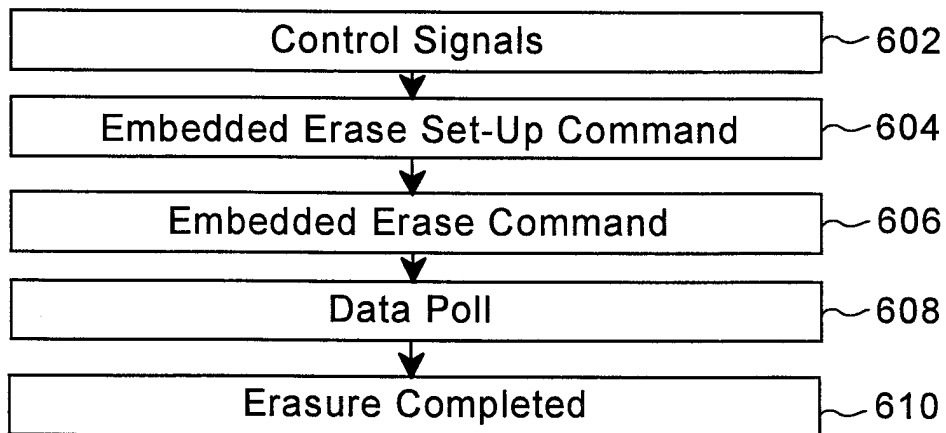 Control Signals 602
Embedded Erase Set-Up Command 604
Embedded Erase Command 606
Data Poll 608
Erasure Completed 610